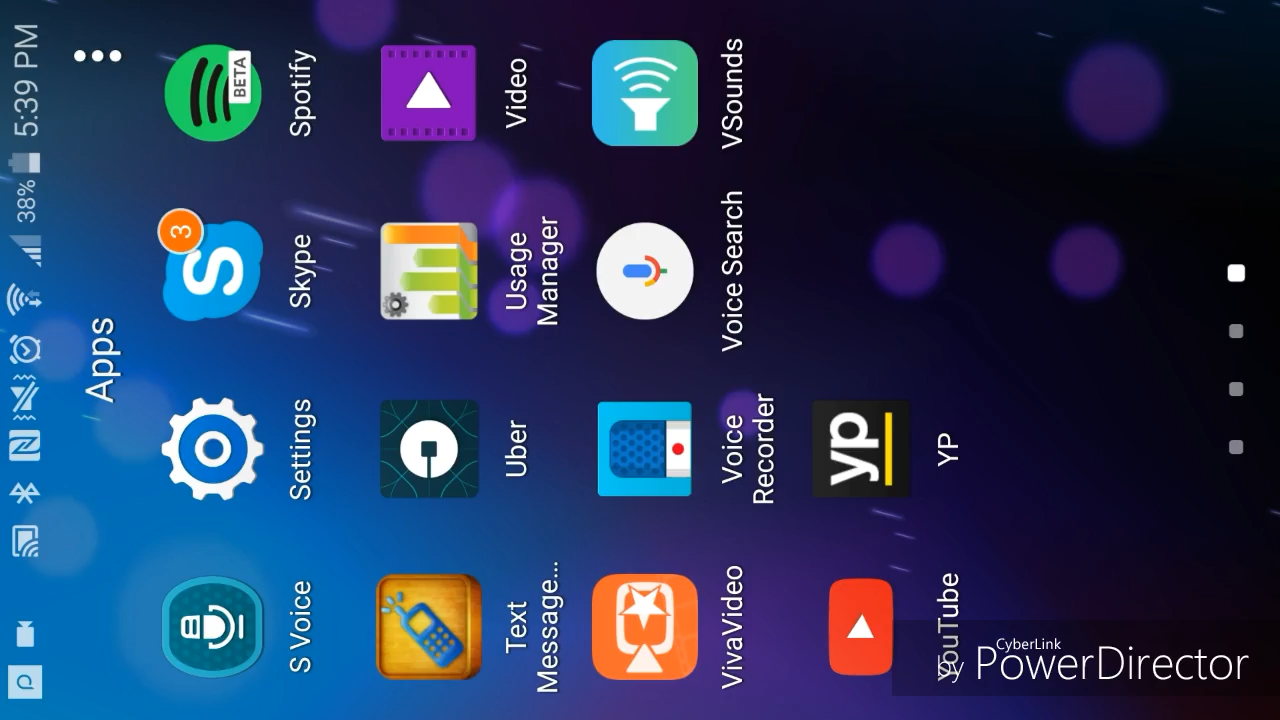 5:39 PM
38%
Apps
S Voice
Settings
3
Skype
BETA
Spotify
Text
Message...
Uber
Usage
Manager
Video
VivaVideo
Voice
Recorder
Voice Search
VSounds
YouTube
yp
YP
by CyberLink
PowerDirector